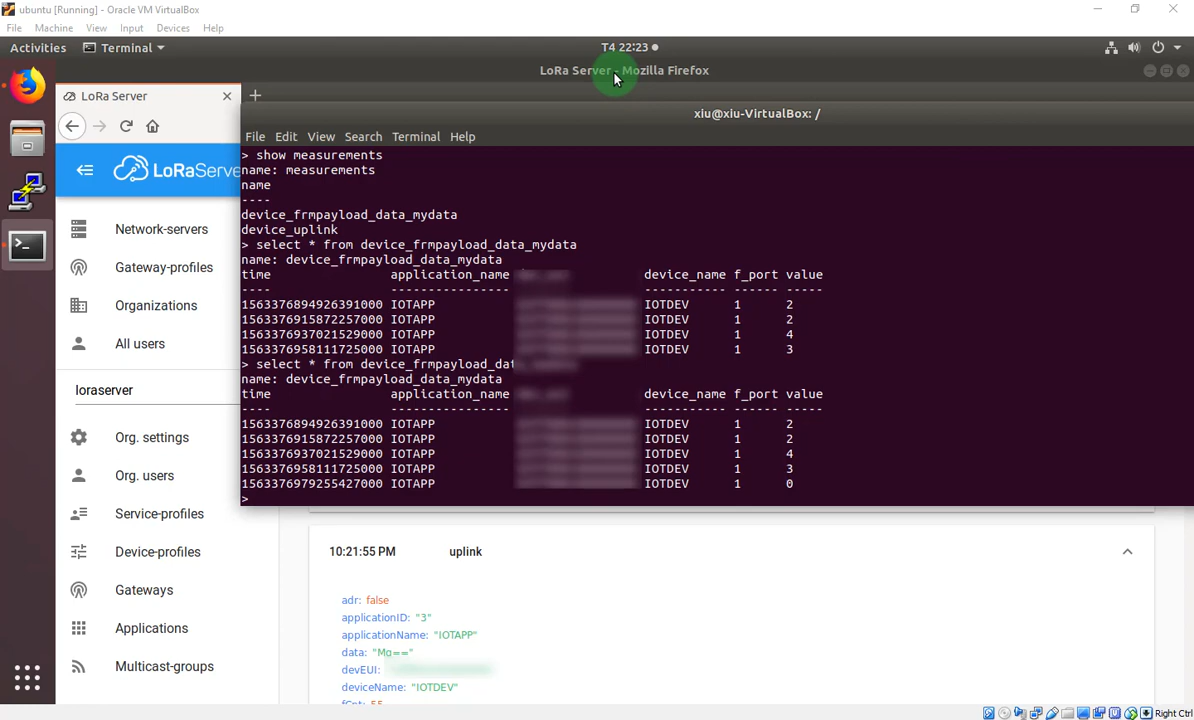 ubuntu [Running] - Oracle VM VirtualBox
File Machine View Input Devices Help
Activities Terminal T4 22:23
LoRa Server - Mozilla Firefox
LoRa Server
xiu@xiu-VirtualBox: /
File Edit View Search Terminal Help
LoRaServe
> show measurements
name: measurements
name
----
device_frmpayload_data_mydata
device_uplink
> select * from device_frmpayload_data_mydata
name: device_frmpayload_data_mydata
time application_name device_name f_port value
---- ---------------- ----------- ------ -----
1563376894926391000 IOTAPP IOTDEV 1 2
1563376915872257000 IOTAPP IOTDEV 1 2
1563376937021529000 IOTAPP IOTDEV 1 4
1563376958111725000 IOTAPP IOTDEV 1 3
> select * from device_frmpayload_dat
name: device_frmpayload_data_mydata
time application_name device_name f_port value
---- ---------------- ----------- ------ -----
1563376894926391000 IOTAPP IOTDEV 1 2
1563376915872257000 IOTAPP IOTDEV 1 2
1563376937021529000 IOTAPP IOTDEV 1 4
1563376958111725000 IOTAPP IOTDEV 1 3
1563376979255427000 IOTAPP IOTDEV 1 0
>
Network-servers
Gateway-profiles
Organizations
All users
loraserver
Org. settings
Org. users
Service-profiles
Device-profiles
Gateways
Applications
Multicast-groups
10:21:55 PM uplink
adr: false
applicationID: "3"
applicationName: "IOTAPP"
data: "Mg=="
devEUI:
deviceName: "IOTDEV"
fCnt: 55
Right Ctrl